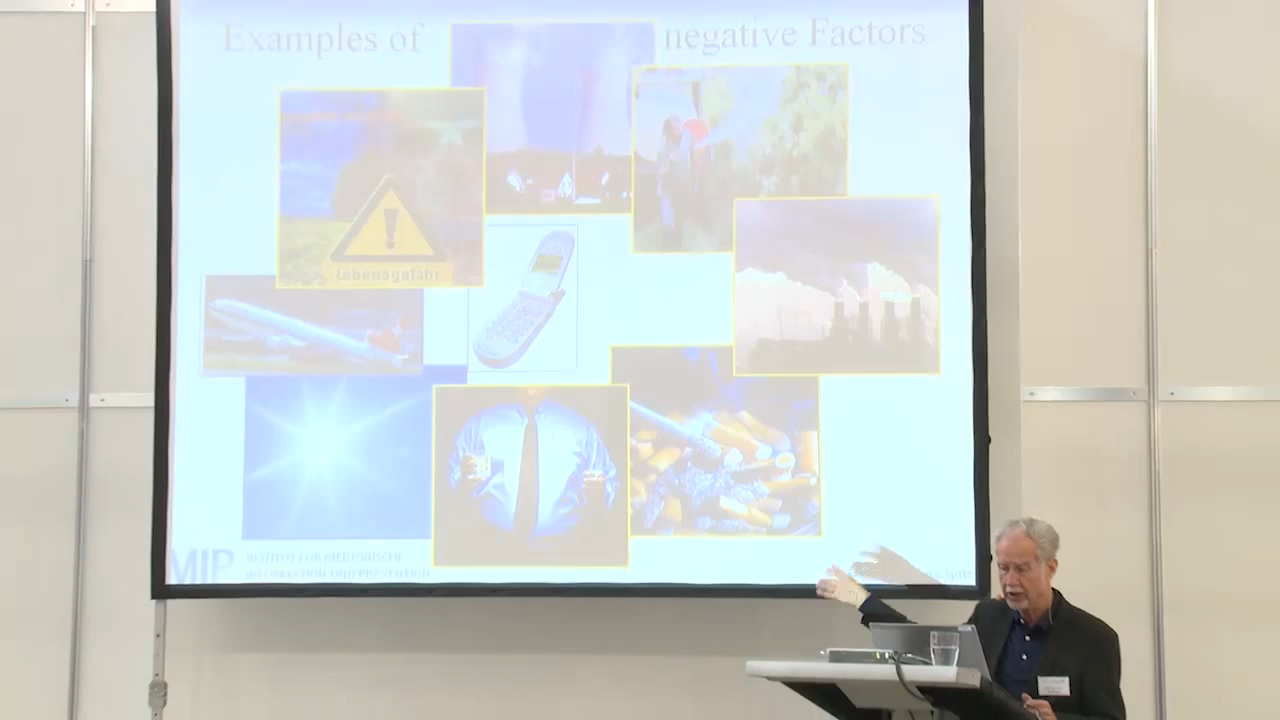 Examples of negative Factors
!
Lebensgefahr
MIP
INSTITUT FÜR MEDIZINISCHE
INFORMATION UND PRÄVENTION